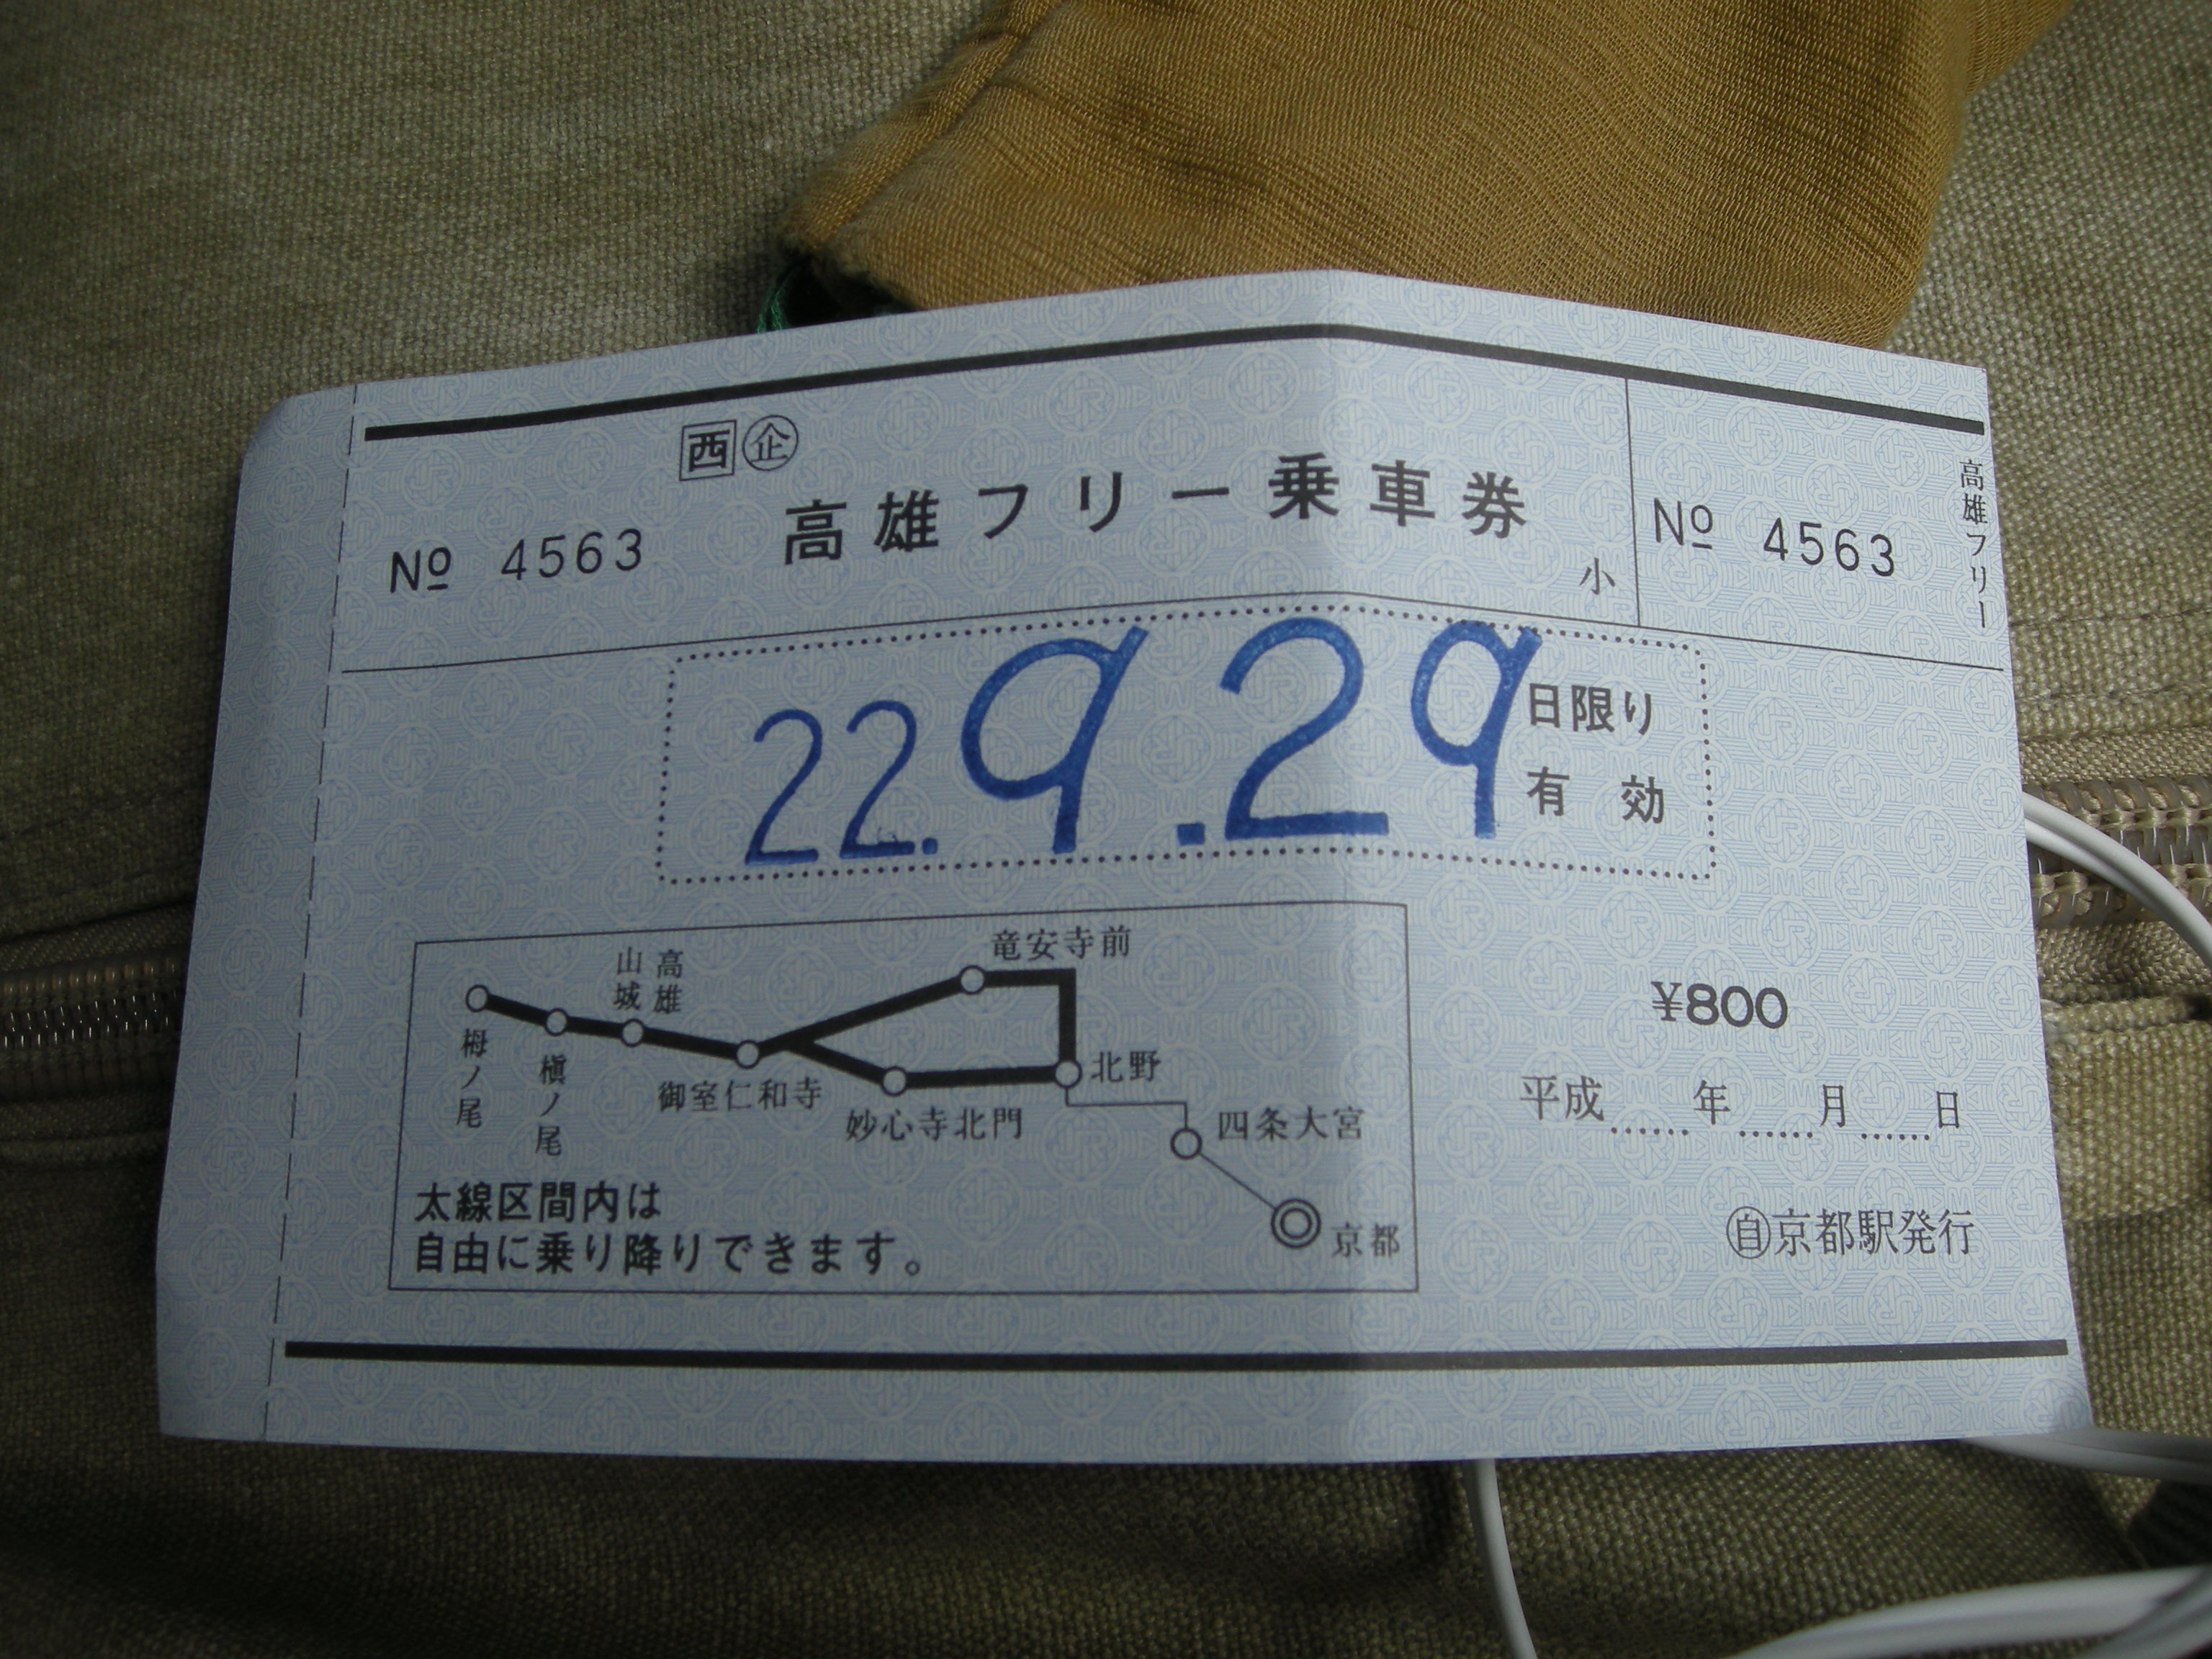 西 企
高雄フリー乗車券
№ 4563
小
№ 4563
高雄フリー
22.9.29
日限り
有効
竜安寺前
高雄
山城
栂ノ尾
槇ノ尾
御室仁和寺
妙心寺北門
北野
四条大宮
京都
太線区間内は
自由に乗り降りできます。
¥800
平成......年......月......日
自京都駅発行